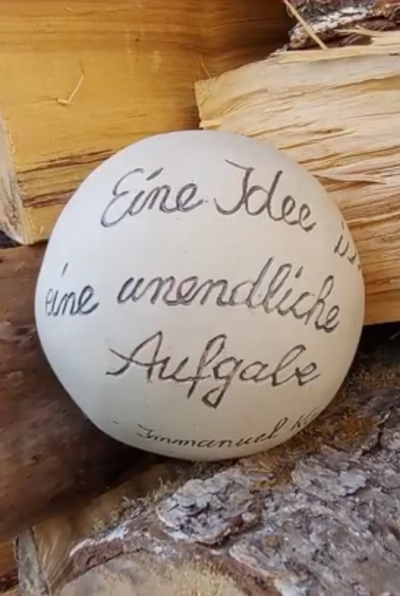 Eine Idee
eine unendliche
Aufgabe
Immanuel